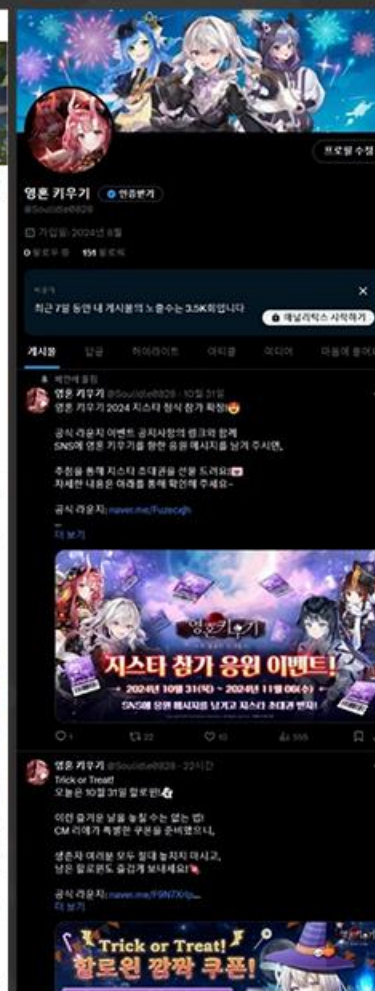 프로필 수정
영혼 키우기
인증받기
@Soulidle0828
가입일: 2024년 8월
0 팔로우 중 151 팔로워
비공개
최근 7일 동안 내 게시물의 노출수는 3.5K회입니다
애널리틱스 시작하기
게시물 답글 하이라이트 아티클 미디어
메인에 올림
영혼 키우기 @Soulidle0828 · 10월 31일
영혼 키우기 2024 지스타 정식 참가 확정!😍
공식 라운지 이벤트 공지사항의 링크와 함께
SNS에 영혼 키우기를 향한 응원 메시지를 남겨 주시면,
추첨을 통해 지스타 초대권을 선물 드려요!💌
자세한 내용은 아래를 통해 확인해 주세요~
공식 라운지:
...
더 보기
영혼키우기
지스타 참가 응원 이벤트!
2024년 10월 31(목) ~ 2024년 11월 06(수)
SNS에 응원 메시지를 남기고 지스타 초대권 받자!
1 22 10 555
영혼 키우기 @Soulidle0828 · 22시간
Trick or Treat!
오늘은 10월 31일 할로윈!👻
이런 즐거운 날을 놓칠 수는 없는 법!
CM 리에가 특별한 쿠폰을 준비했으니,
생존자 여러분 모두 절대 놓치지 마시고,
남은 할로윈도 즐겁게 보내세요!
공식 라운지:
더 보기
Trick or Treat!
할로윈 깜짝 쿠폰!